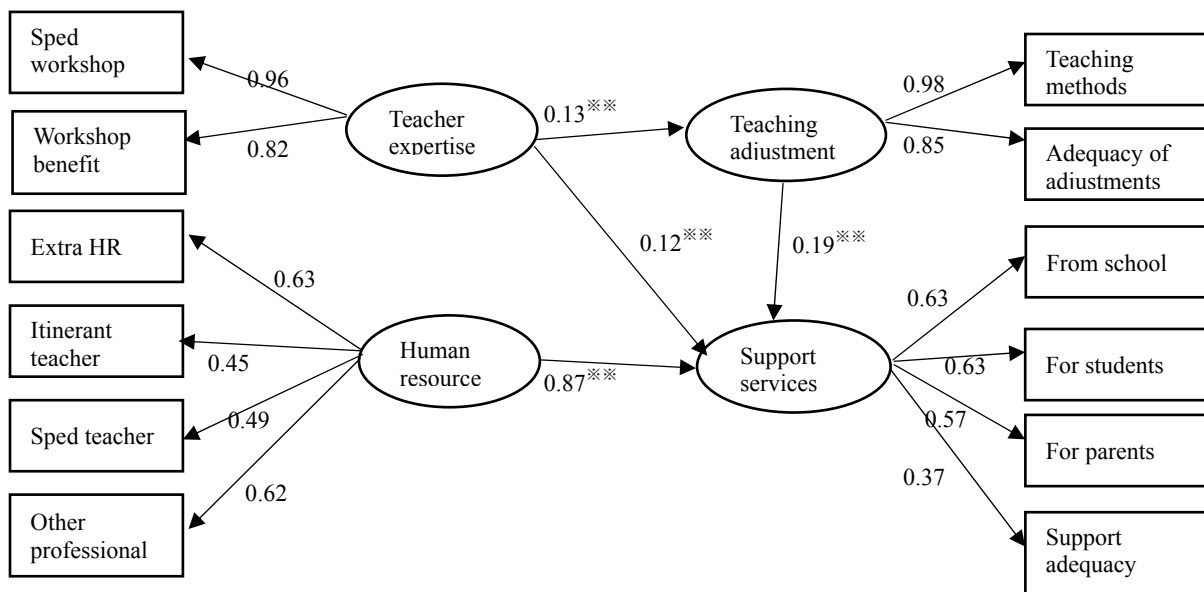 Sped
workshop
0.96
Workshop
benefit
0.82
Extra HR
0.63
Itinerant
teacher
0.45
Sped teacher
0.49
Other
professional
0.62
Teacher
expertise
0.13※※
0.12※※
Human
resource
0.87※※
Teaching
adjustment
0.19※※
Support
services
0.98
Teaching
methods
0.85
Adequacy of
adjustments
0.63
From school
0.63
For students
0.57
For parents
0.37
Support
adequacy